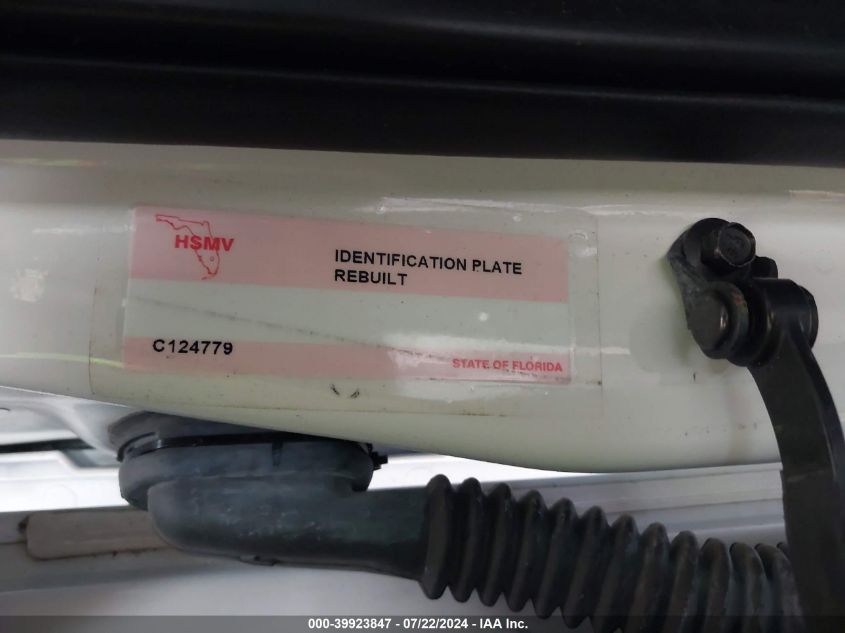 HSMV
IDENTIFICATION PLATE
REBUILT
C124779
STATE OF FLORIDA
000-39923847 / 07/22/2024 - IAA Inc.